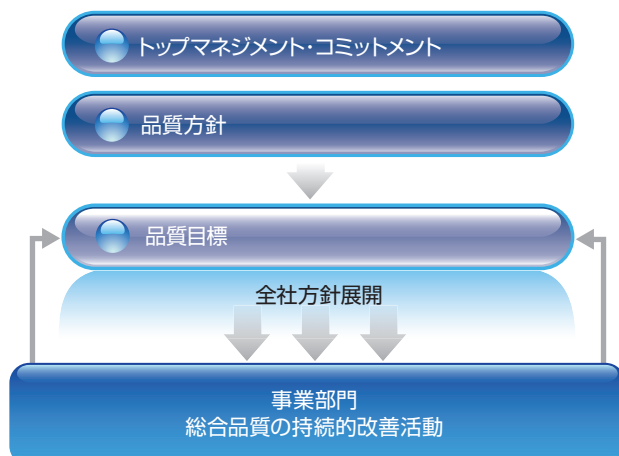 トップマネジメント・コミットメント
品質方針
品質目標
全社方針展開
事業部門
総合品質の持続的改善活動